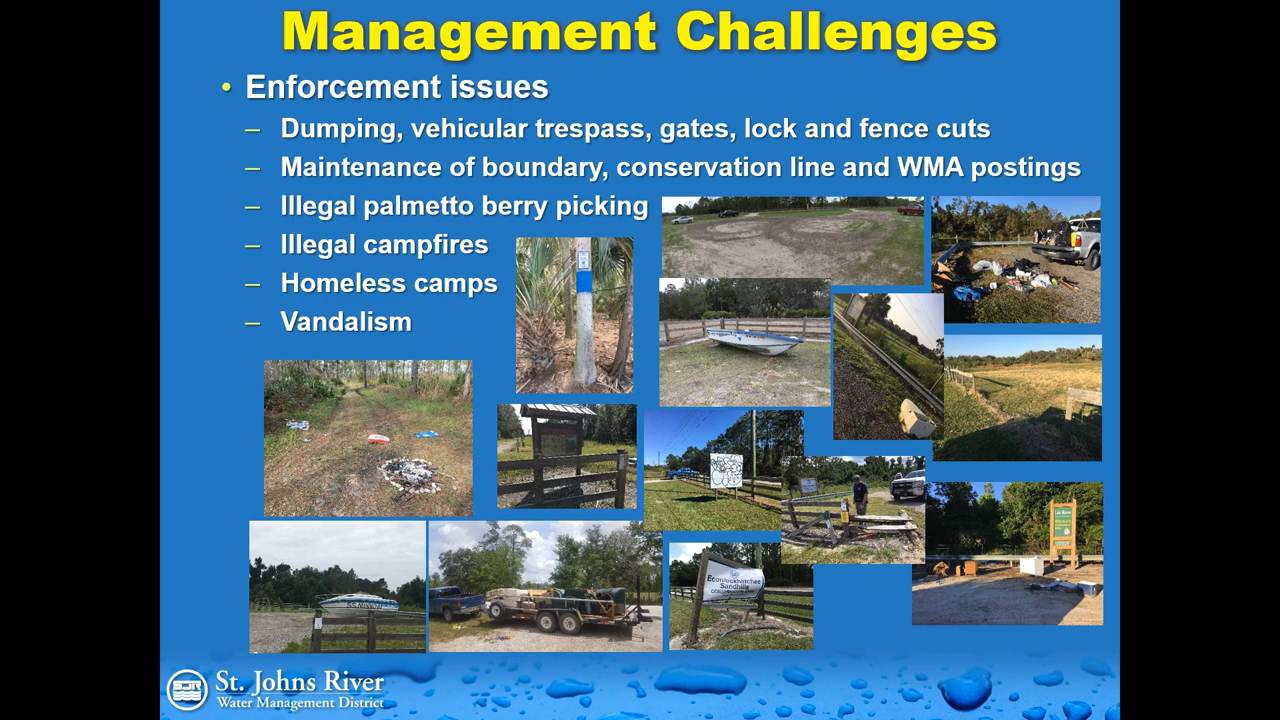 Management Challenges
• Enforcement issues
– Dumping, vehicular trespass, gates, lock and fence cuts
– Maintenance of boundary, conservation line and WMA postings
– Illegal palmetto berry picking
– Illegal campfires
– Homeless camps
– Vandalism
Econlockhatchee
Sandhills
St. Johns River
Water Management District